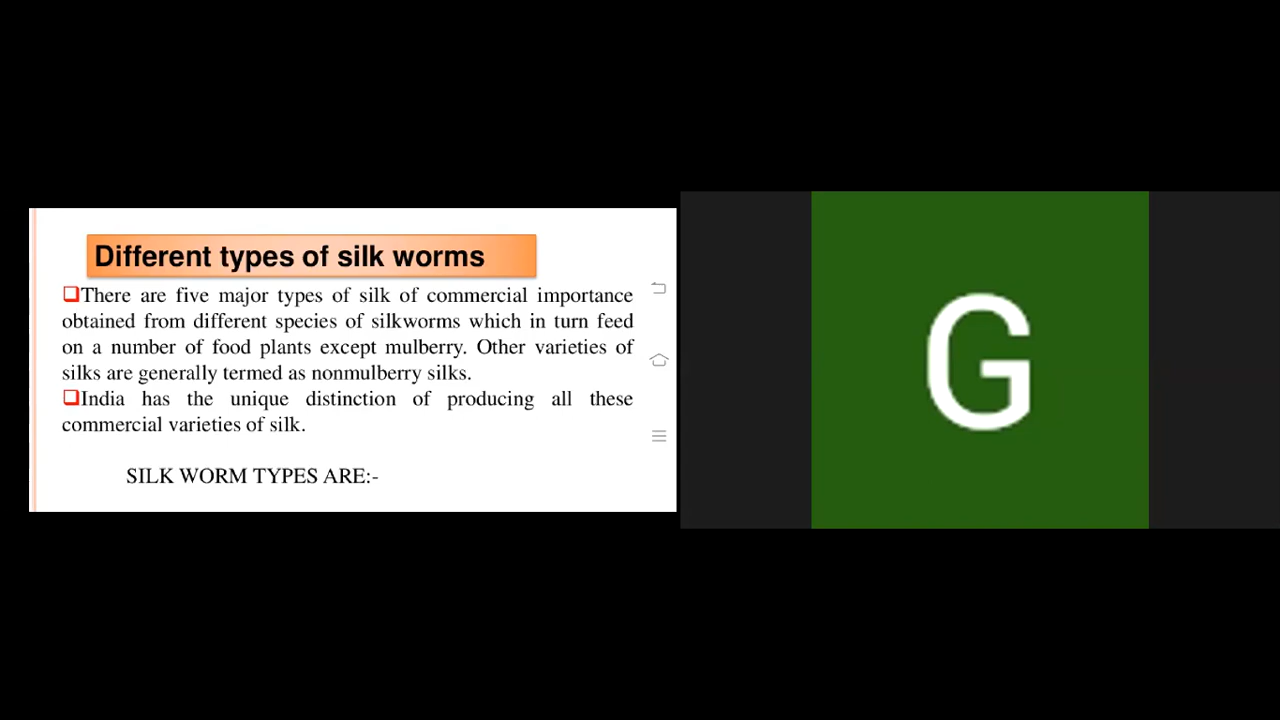 Different types of silk worms
There are five major types of silk of commercial importance
obtained from different species of silkworms which in turn feed
on a number of food plants except mulberry. Other varieties of
silks are generally termed as nonmulberry silks.
India has the unique distinction of producing all these
commercial varieties of silk.
SILK WORM TYPES ARE:-
G